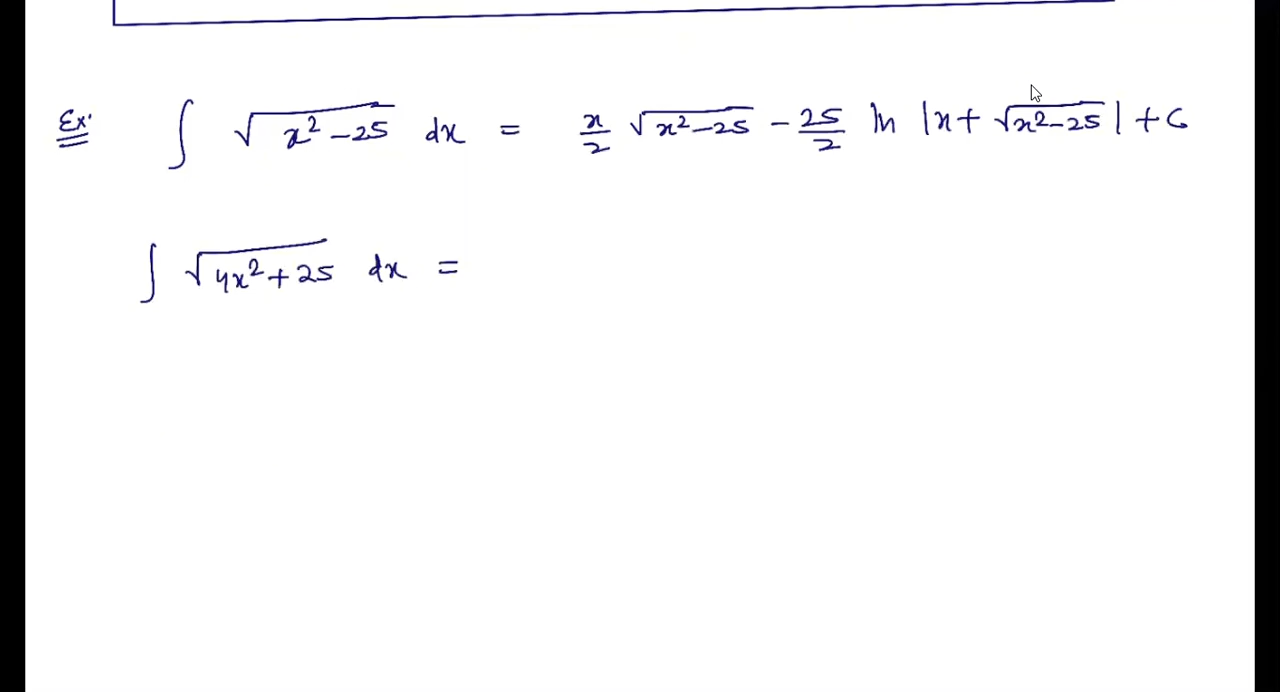 Ex. ∫ √(x² - 25) dx = x/2 √(x² - 25) - 25/2 ln |x + √(x² - 25)| + C
∫ √(4x² + 25) dx =